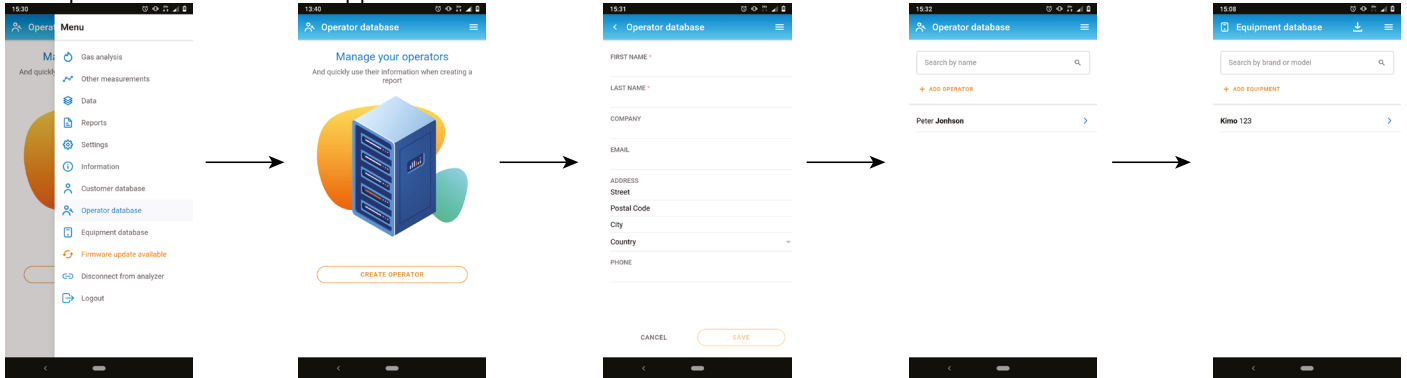 15:30
Operat
Menu
Ma
And quickly
Gas analysis
Other measurements
Data
Reports
Settings
Information
Customer database
Operator database
Equipment database
Firmware update available
Disconnect from analyzer
Logout
13:40
Operator database
Manage your operators
And quickly use their information when creating a
report
CREATE OPERATOR
15:31
Operator database
FIRST NAME *
LAST NAME *
COMPANY
EMAIL
ADDRESS
Street
Postal Code
City
Country
PHONE
CANCEL
SAVE
15:32
Operator database
Search by name
+ ADD OPERATOR
Peter Jonhson
15:08
Equipment database
Search by brand or model
+ ADD EQUIPMENT
Kimo 123